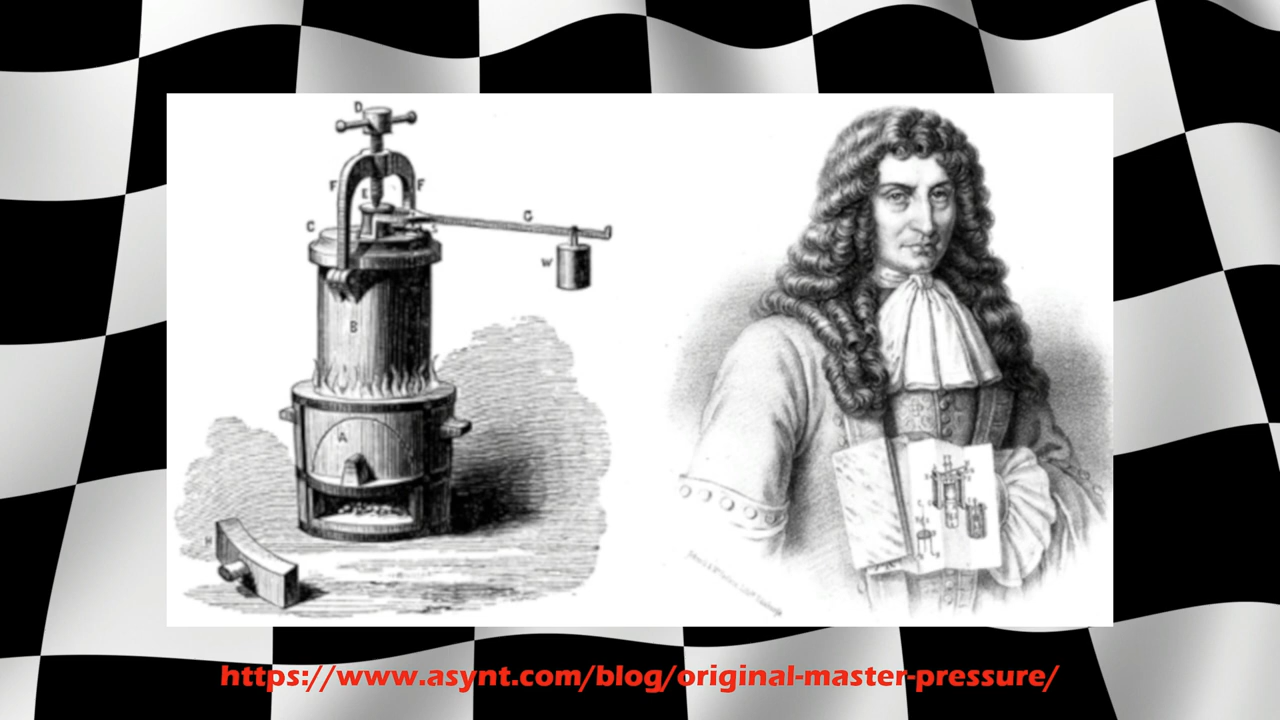 D
F
E
F
C
G
W
B
A
H
https://www.asynt.com/blog/original-master-pressure/